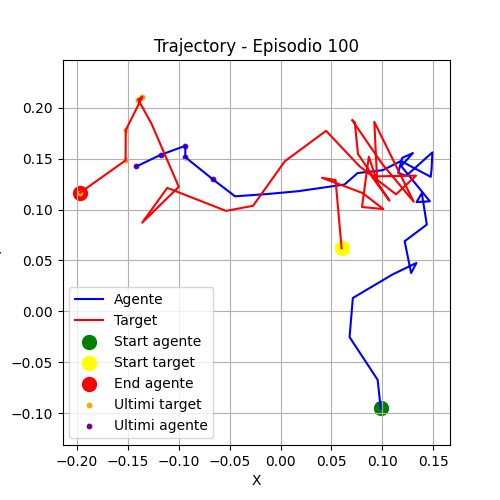 Trajectory - Episodio 100
0.20
0.15
0.10
0.05
0.00
−0.05
−0.10
Agente
Target
Start agente
Start target
End agente
Ultimi target
Ultimi agente
−0.20 −0.15 −0.10 −0.05 0.00 0.05 0.10 0.15
X